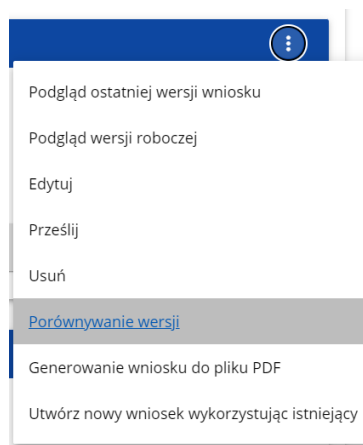 Podgląd ostatniej wersji wniosku
Podgląd wersji roboczej
Edytuj
Prześlij
Usuń
Porównywanie wersji
Generowanie wniosku do pliku PDF
Utwórz nowy wniosek wykorzystując istniejący